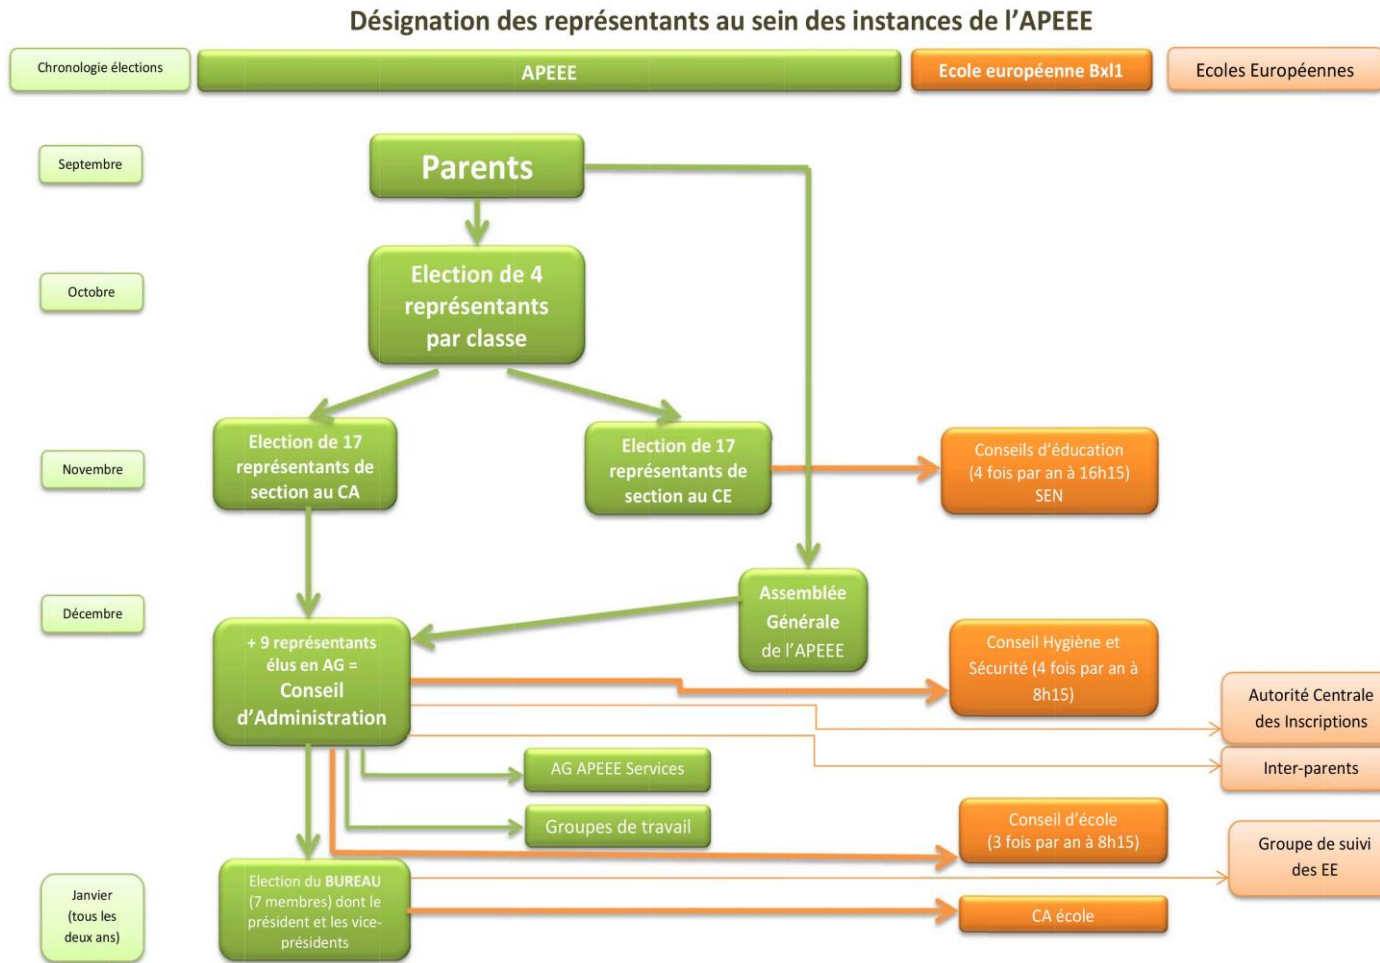 Désignation des représentants au sein des instances de l'APEEE
Chronologie élections
APEEE
Ecole européenne Bxl1
Ecoles Européennes
Septembre
Parents
Octobre
Election de 4
représentants
par classe
Novembre
Election de 17
représentants de
section au CA
Election de 17
représentants de
section au CE
Conseils d'éducation
(4 fois par an à 16h15)
SEN
Décembre
Assemblée
Générale
de l'APEEE
+ 9 représentants
élus en AG =
Conseil
d'Administration
Conseil Hygiène et
Sécurité (4 fois par an à
8h15)
Autorité Centrale
des Inscriptions
Inter-parents
AG APEEE Services
Groupes de travail
Conseil d'école
(3 fois par an à 8h15)
Groupe de suivi
des EE
Janvier
(tous les
deux ans)
Election du BUREAU
(7 membres) dont le
président et les vice-
présidents
CA école